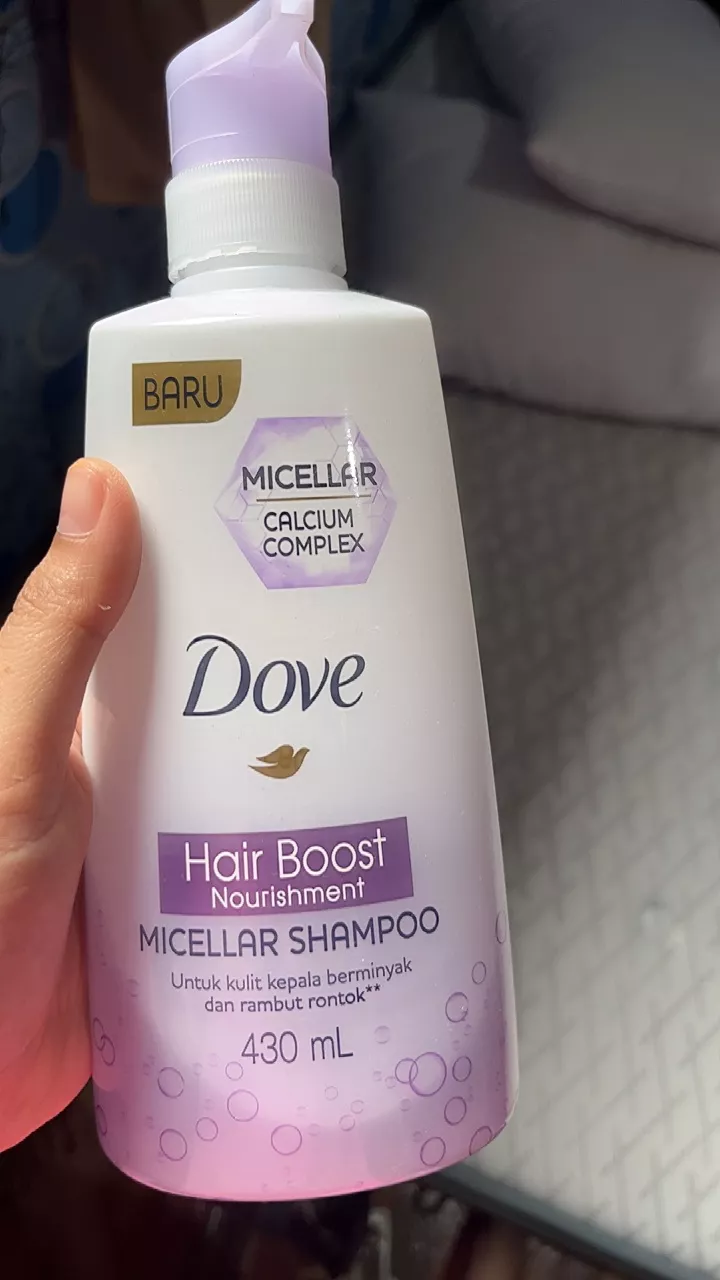 BARU
MICELLAR
CALCIUM
COMPLEX
Dove
Hair Boost
Nourishment
MICELLAR SHAMPOO
Untuk kulit kepala berminyak
dan rambut rontok**
430 mL